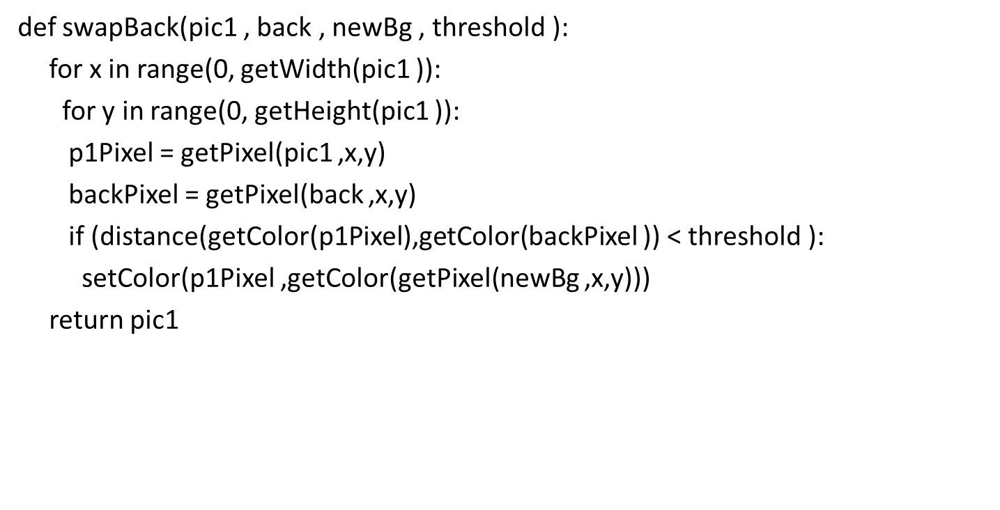 def swapBack(pic1 , back , newBg , threshold ):
for x in range(0, getWidth(pic1 )):
for y in range(0, getHeight(pic1 )):
p1Pixel = getPixel(pic1 ,x,y)
backPixel = getPixel(back ,x,y)
if (distance(getColor(p1Pixel),getColor(backPixel )) < threshold ):
setColor(p1Pixel ,getColor(getPixel(newBg ,x,y)))
return pic1